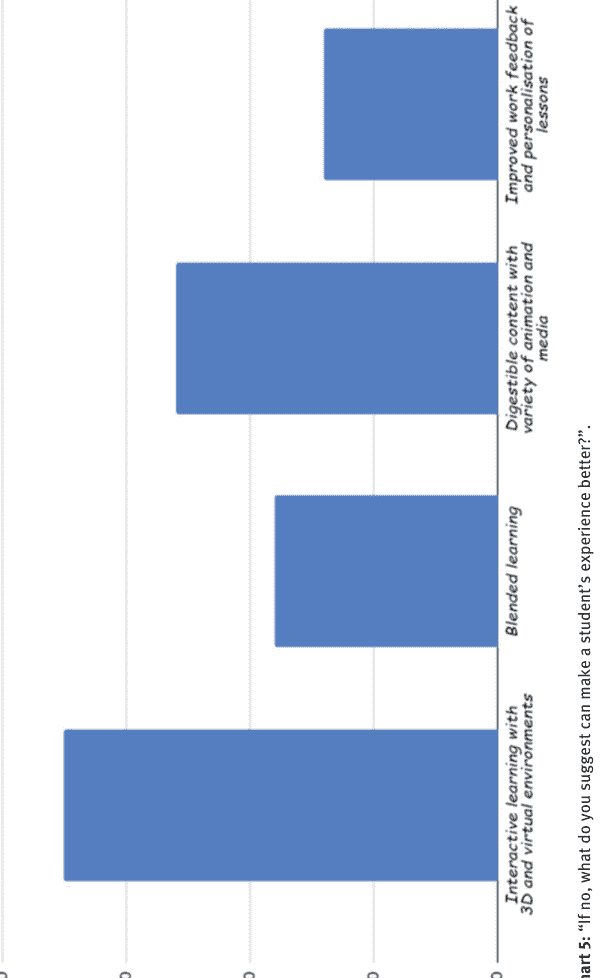 Interactive learning with
3D and virtual environments
Blended learning
Digestible content with
variety of animation and
media
Improved work feedback
and personalisation of
lessons
hart 5: “If no, what do you suggest can make a student’s experience better?”.